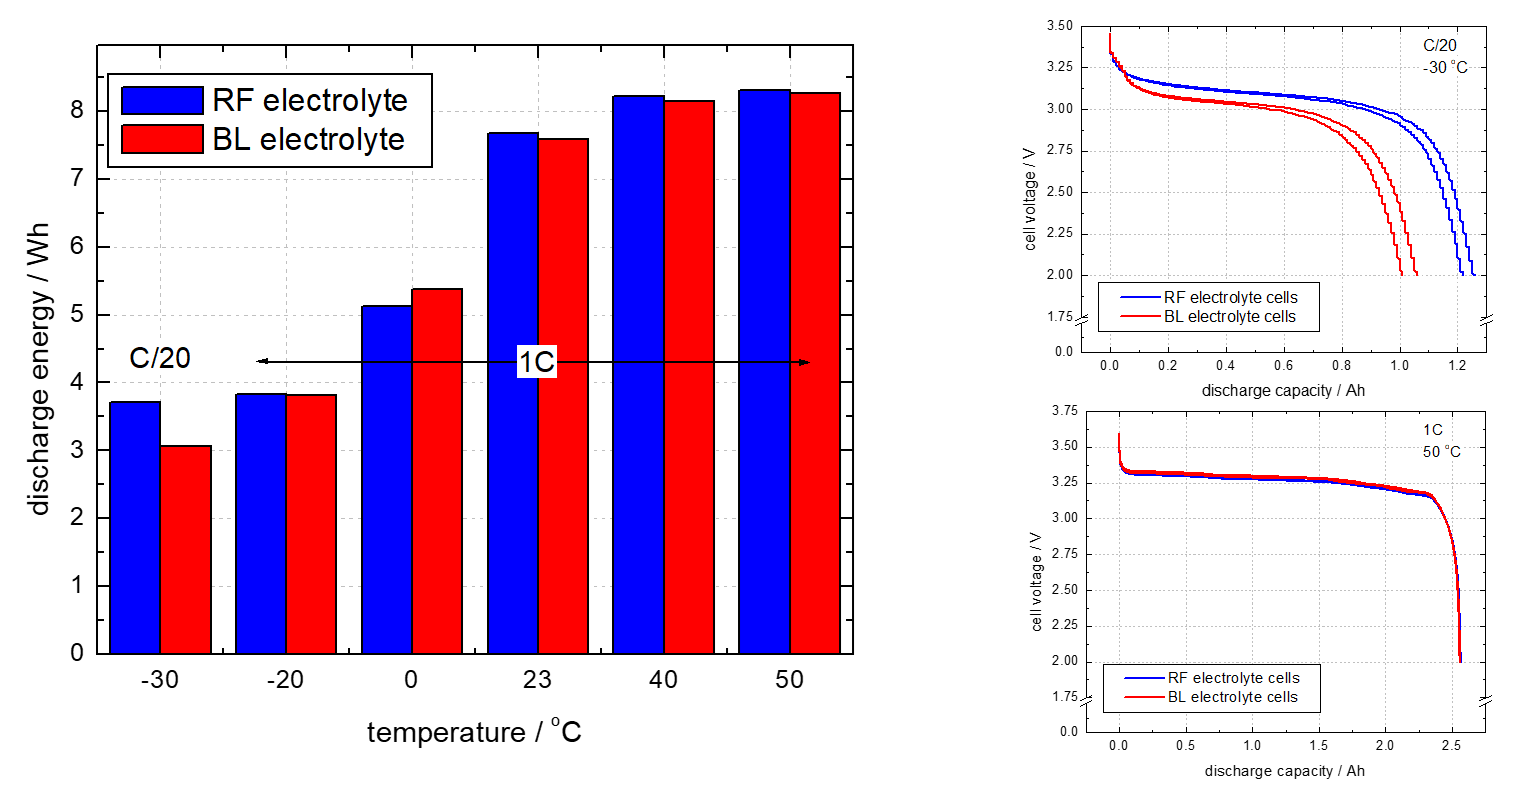 RF electrolyte
BL electrolyte
8
7
6
5
4
3
2
1
0
discharge energy / Wh
C/20
1C
-30
-20
0
23
40
50
temperature / °C
3.50
3.25
3.00
2.75
2.50
2.25
2.00
1.75
0.0
cell voltage / V
C/20
-30 °C
RF electrolyte cells
BL electrolyte cells
0.0
0.2
0.4
0.6
0.8
1.0
1.2
discharge capacity / Ah
3.75
3.50
3.25
3.00
2.75
2.50
2.25
2.00
1.75
0.0
cell voltage / V
1C
50 °C
RF electrolyte cells
BL electrolyte cells
0.0
0.5
1.0
1.5
2.0
2.5
discharge capacity / Ah